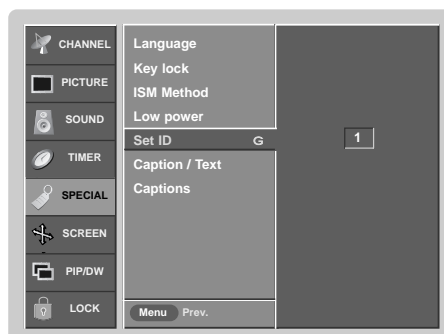 CHANNEL
PICTURE
SOUND
TIMER
SPECIAL
SCREEN
PIP/DW
LOCK
Language
Key lock
ISM Method
Low power
Set ID G
Caption / Text
Captions
Menu Prev.
1